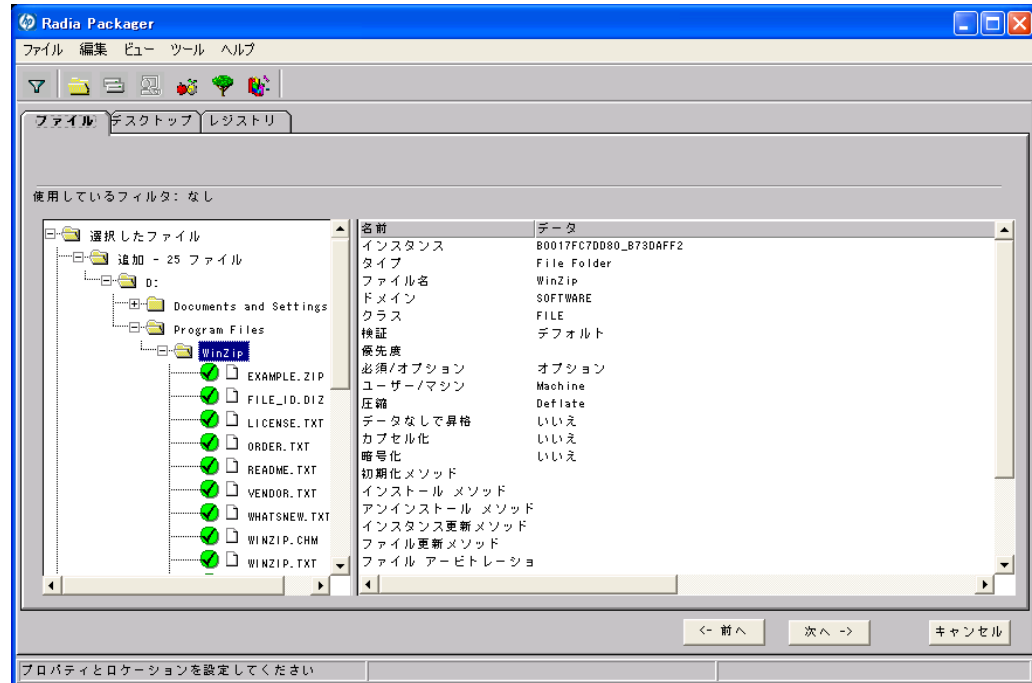 Radia Packager
ファイル 編集 ビュー ツール ヘルプ
ファイル デスクトップ レジストリ
使用しているフィルタ: なし
選択したファイル
追加 - 25 ファイル
D:
Documents and Settings
Program Files
WinZip
EXAMPLE.ZIP
FILE_ID.DIZ
LICENSE.TXT
ORDER.TXT
README.TXT
VENDOR.TXT
WHATSNEW.TXT
WINZIP.CHM
WINZIP.TXT
名前 データ
インスタンス B0017FC7DD80_B73DAFF2
タイプ File Folder
ファイル名 WinZip
ドメイン SOFTWARE
クラス FILE
検証 デフォルト
優先度
必須/オプション オプション
ユーザー/マシン Machine
圧縮 Deflate
データなしで昇格 いいえ
カプセル化 いいえ
暗号化 いいえ
初期化メソッド
インストール メソッド
アンインストール メソッド
インスタンス更新メソッド
ファイル更新メソッド
ファイル アービトレーショ
<- 前へ 次へ -> キャンセル
プロパティとロケーションを設定してください